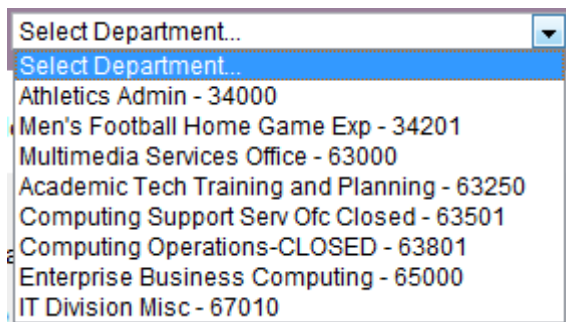 Select Department...
Select Department...
Athletics Admin - 34000
Men's Football Home Game Exp - 34201
Multimedia Services Office - 63000
Academic Tech Training and Planning - 63250
Computing Support Serv Ofc Closed - 63501
Computing Operations-CLOSED - 63801
Enterprise Business Computing - 65000
IT Division Misc - 67010